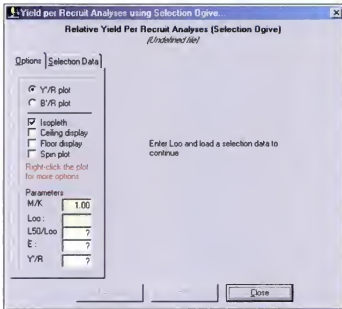 Yield per Recruit Analyses using Selection Ogive...
Relative Yield Per Recruit Analyses (Selection Ogive)
(Undefined file)
Options Selection Data
Y'/R plot
B'/R plot
Isopleth
Ceiling display
Floor display
Spin plot
Right-click the plot
for more options
Enter Loo and load a selection data to
continue
Parameters
M/K 1.00
Loo :
L50/Loo ?
E : ?
Y'/R ?
Close